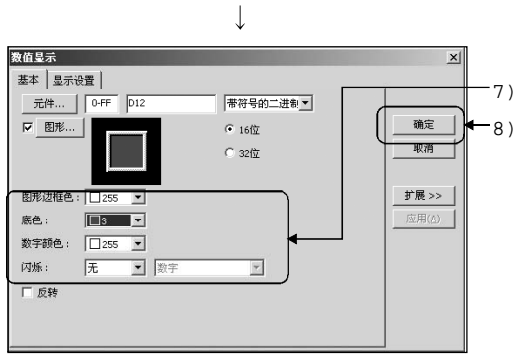 ↓
数值显示
基本 显示设置
元件... 0-FF D12 带符号的二进制
图形... 16位
32位
图形边框色: 255
底色: 3
数字颜色: 255
闪烁: 无 数字
反转
确定
取消
扩展 >>
应用(A)
7)
8)